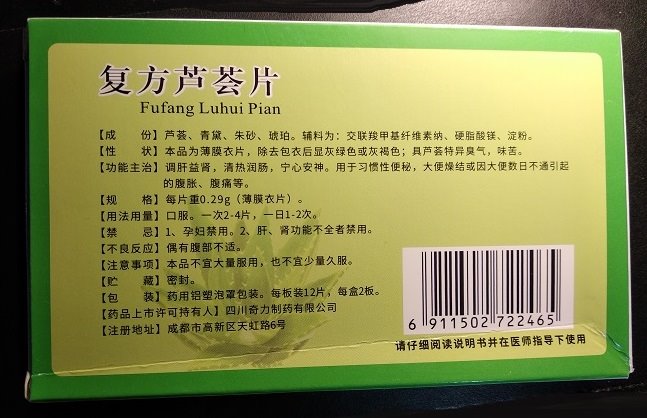 复方芦荟片
Fufang Luhui Pian
【成 份】芦荟、青黛、朱砂、琥珀。辅料为：交联羧甲基纤维素纳、硬脂酸镁、淀粉。
【性 状】本品为薄膜衣片，除去包衣后显灰绿色或灰褐色；具芦荟特异臭气，味苦。
【功能主治】调肝益肾，清热润肠，宁心安神。用于习惯性便秘，大便燥结或因大便数日不通引起
的腹胀、腹痛等。
【规 格】每片重0.29g（薄膜衣片）。
【用法用量】口服。一次2-4片，一日1-2次。
【禁 忌】1、孕妇禁用。2、肝、肾功能不全者禁用。
【不良反应】偶有腹部不适。
【注意事项】本品不宜大量服用，也不宜少量久服。
【贮 藏】密封。
【包 装】药用铝塑泡罩包装。每板装12片，每盒2板。
【药品上市许可持有人】四川奇力制药有限公司
【注册地址】成都市高新区天虹路6号
6 911502 722465
请仔细阅读说明书并在医师指导下使用